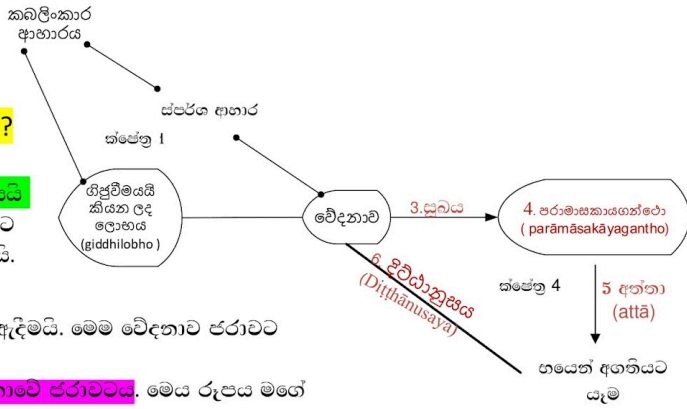 කබලිංකාර
ආහාරය
ස්පර්ශ ආහාර
?
ක්ෂේත්‍ර 1
ගිජුවීමයයි
කියන ලද
ලොභය
(giddhilobho )
වේදනාව
3.සුඛය
4. පරාමාසකායගන්ථො
( parāmāsakāyagantho)
6. දිට්ඨානුසය
(Diṭṭhānusaya)
ක්ෂේත්‍ර 4
5 අත්තා
(attā)
භයෙන් අගතියට
යෑම
යි.
ඇදීමයි. මෙම වේදනාව ජරාවට
ජරාවටය. මෙය රූපය මගේ